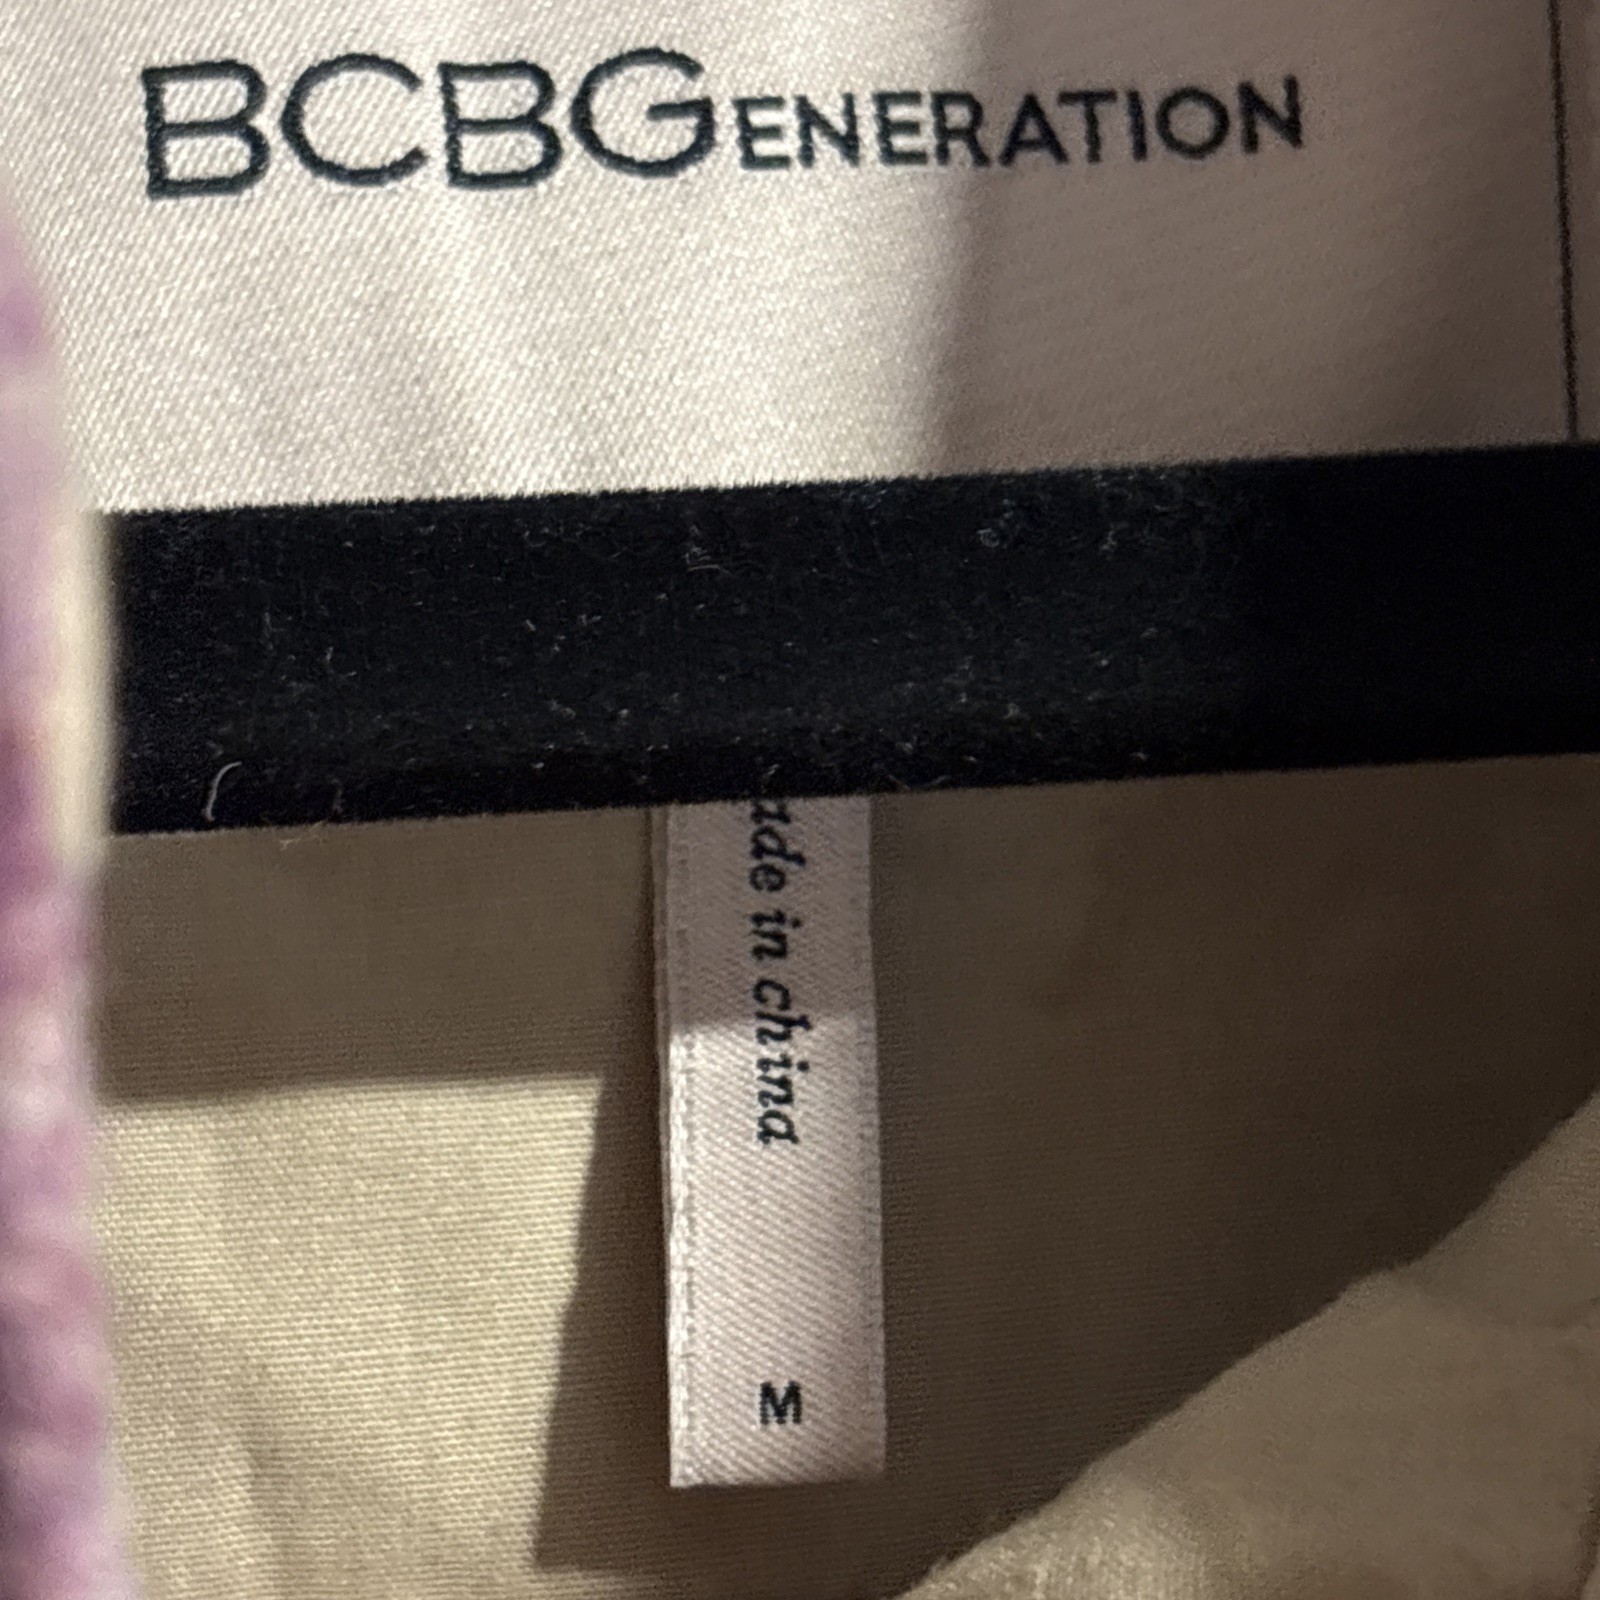 BCBGENERATION
ade in china
M